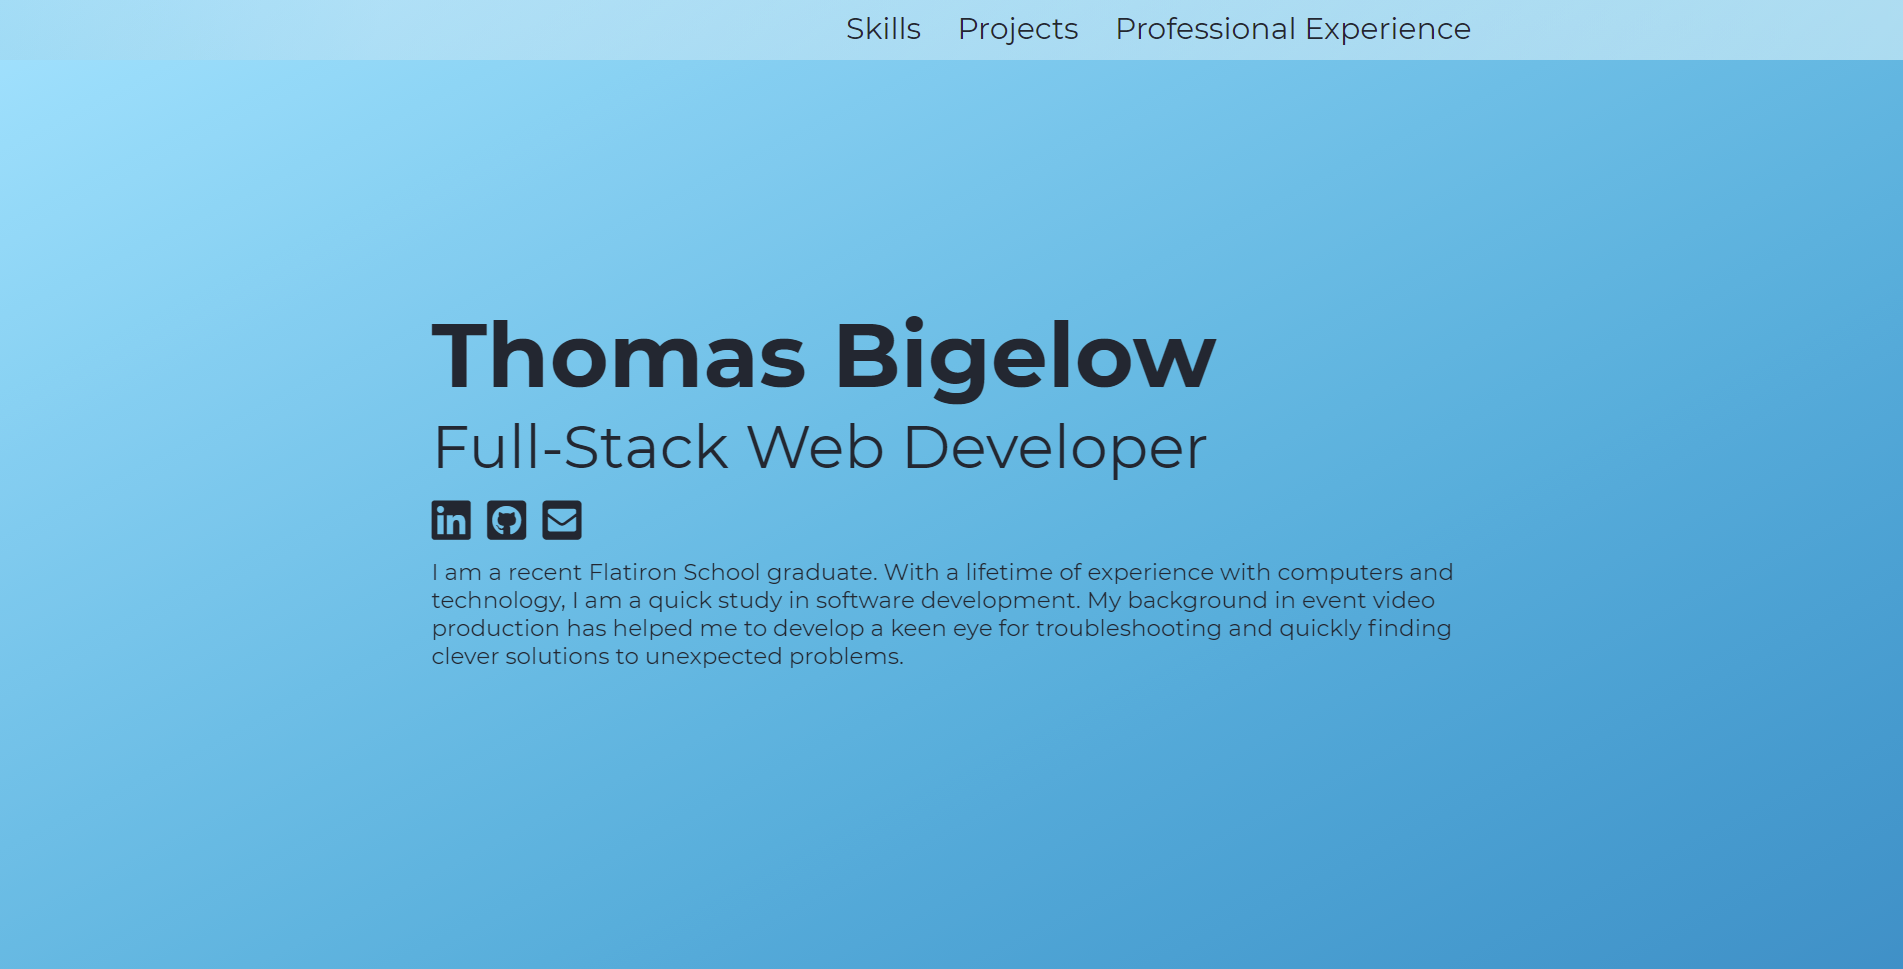 Skills Projects Professional Experience
Thomas Bigelow
Full-Stack Web Developer
I am a recent Flatiron School graduate. With a lifetime of experience with computers and
technology, I am a quick study in software development. My background in event video
production has helped me to develop a keen eye for troubleshooting and quickly finding
clever solutions to unexpected problems.